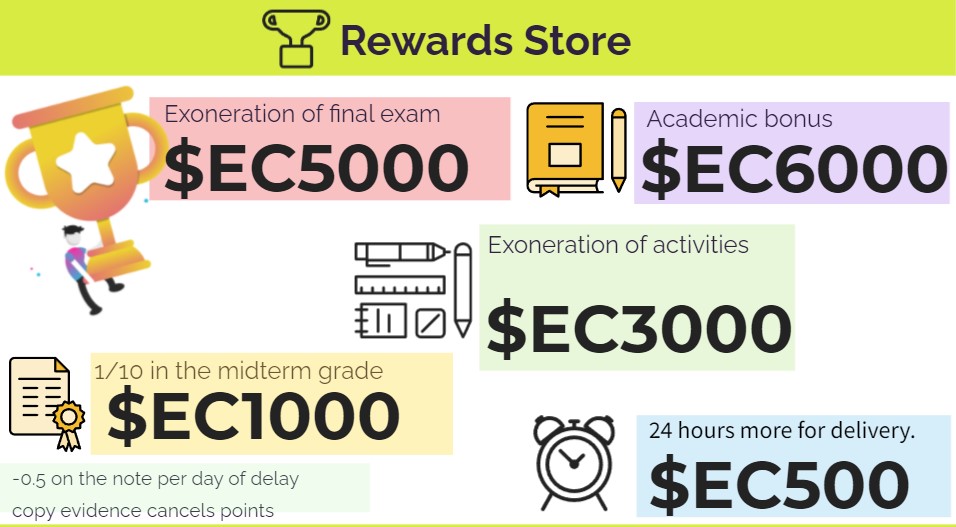 Rewards Store
Exoneration of final exam
$EC5000
Academic bonus
$EC6000
Exoneration of activities
$EC3000
1/10 in the midterm grade
$EC1000
24 hours more for delivery.
$EC500
-0.5 on the note per day of delay
copy evidence cancels points